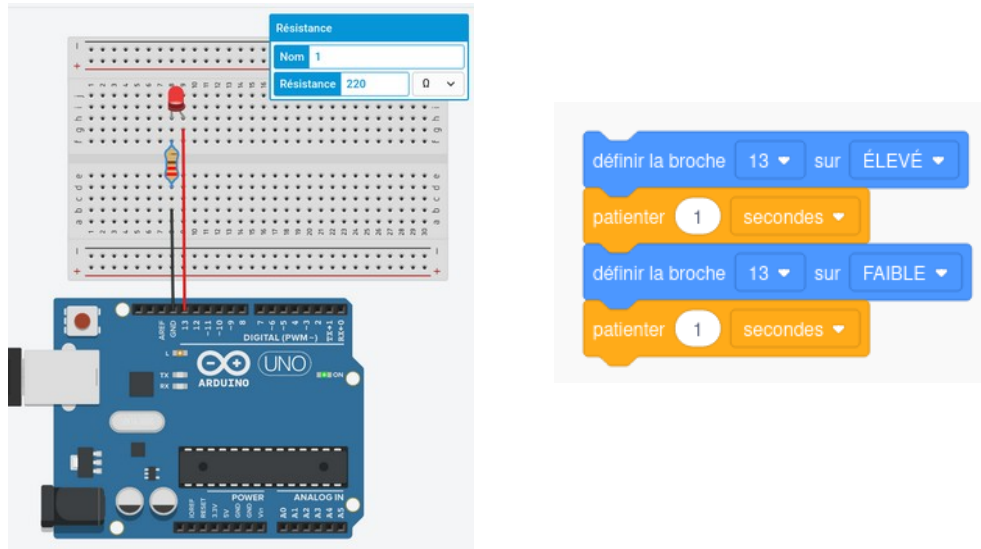 Résistance
Nom 1
Résistance 220 Ω
j
i
h
g
f
e
d
c
b
a
AREF
GND
13
12
~11
~10
~9
8
7
~6
~5
4
~3
2
TX→1
RX←0
DIGITAL (PWM~)
L
TX
RX
ARDUINO
UNO
ON
POWER
ANALOG IN
IOREF
RESET
3.3V
5V
GND
GND
Vin
A0
A1
A2
A3
A4
A5
définir la broche 13 sur ÉLEVÉ
patienter 1 secondes
définir la broche 13 sur FAIBLE
patienter 1 secondes